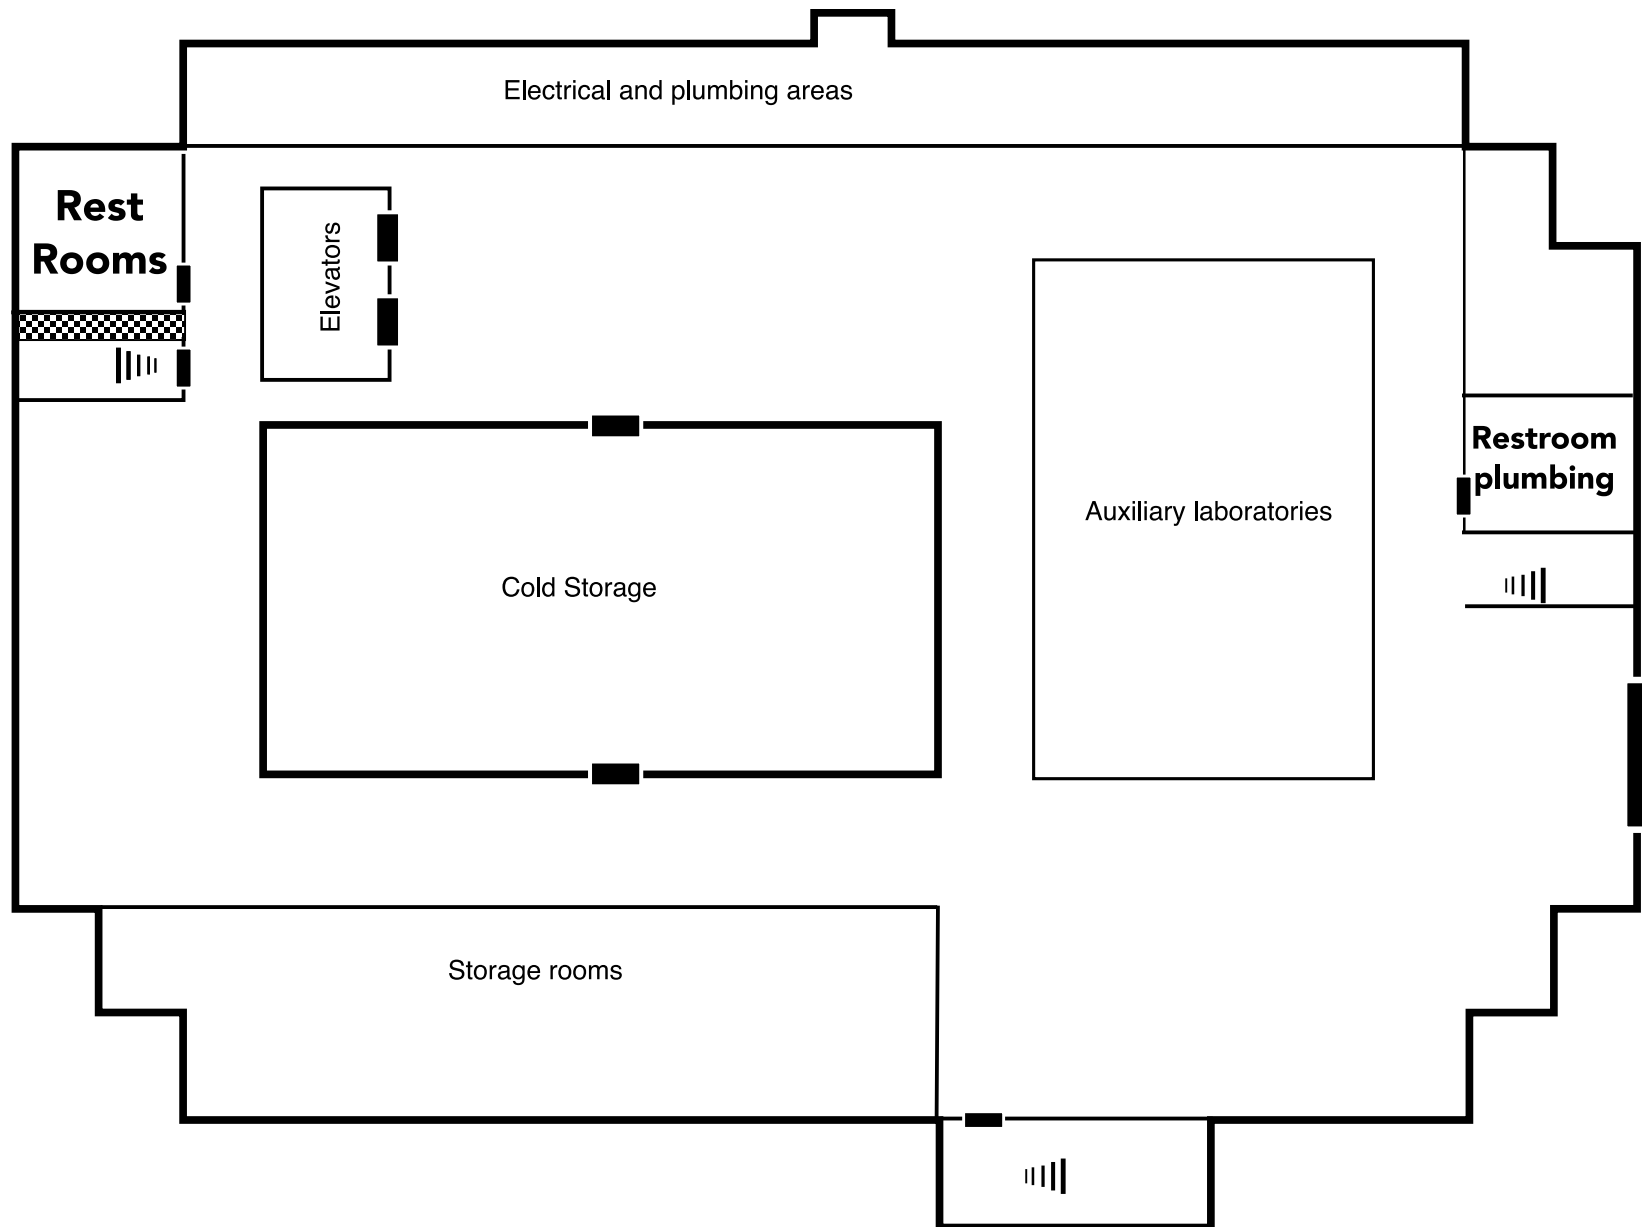 Electrical and plumbing areas
Rest
Rooms
Elevators
Restroom
plumbing
Auxiliary laboratories
Cold Storage
Storage rooms